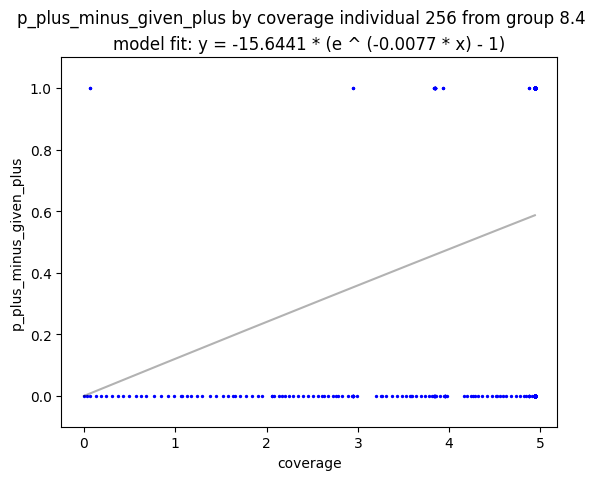 p_plus_minus_given_plus by coverage individual 256 from group 8.4
model fit: y = -15.6441 * (e ^ (-0.0077 * x) - 1)
1.0
0.8
0.6
0.4
0.2
0.0
p_plus_minus_given_plus
0 1 2 3 4 5
coverage